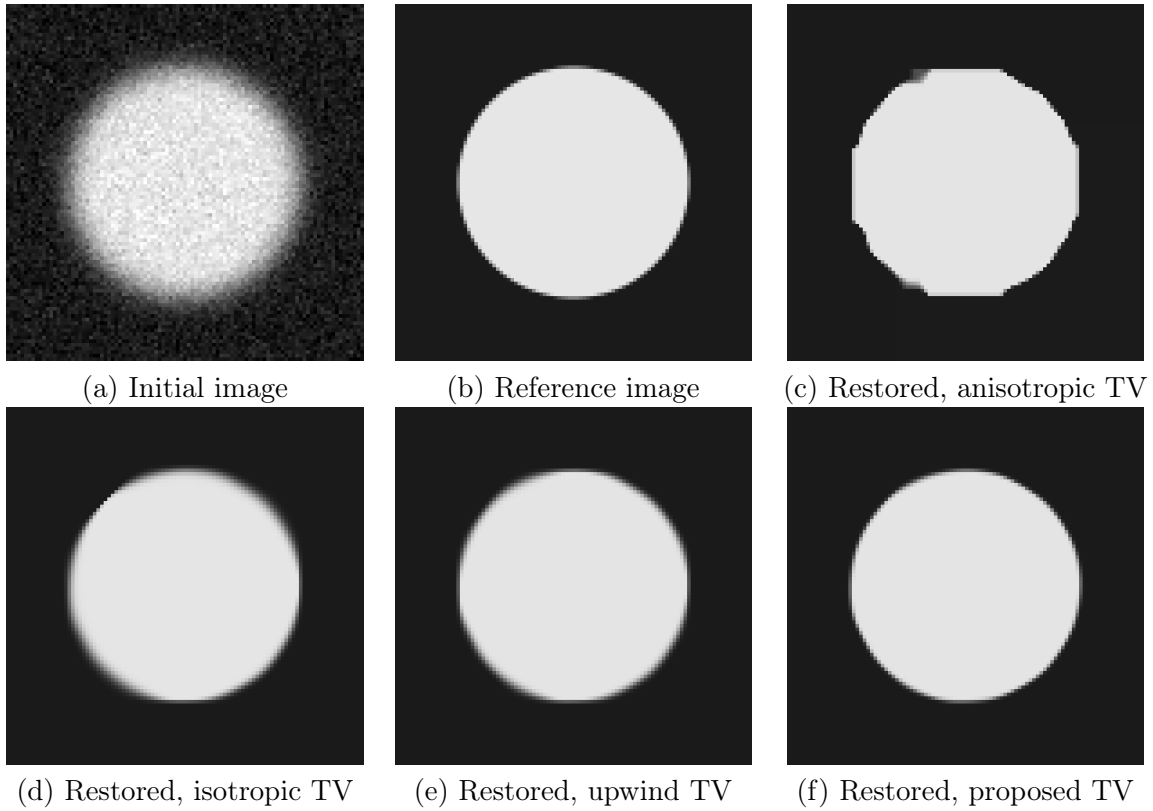 (a) Initial image
(b) Reference image
(c) Restored, anisotropic TV
(d) Restored, isotropic TV
(e) Restored, upwind TV
(f) Restored, proposed TV